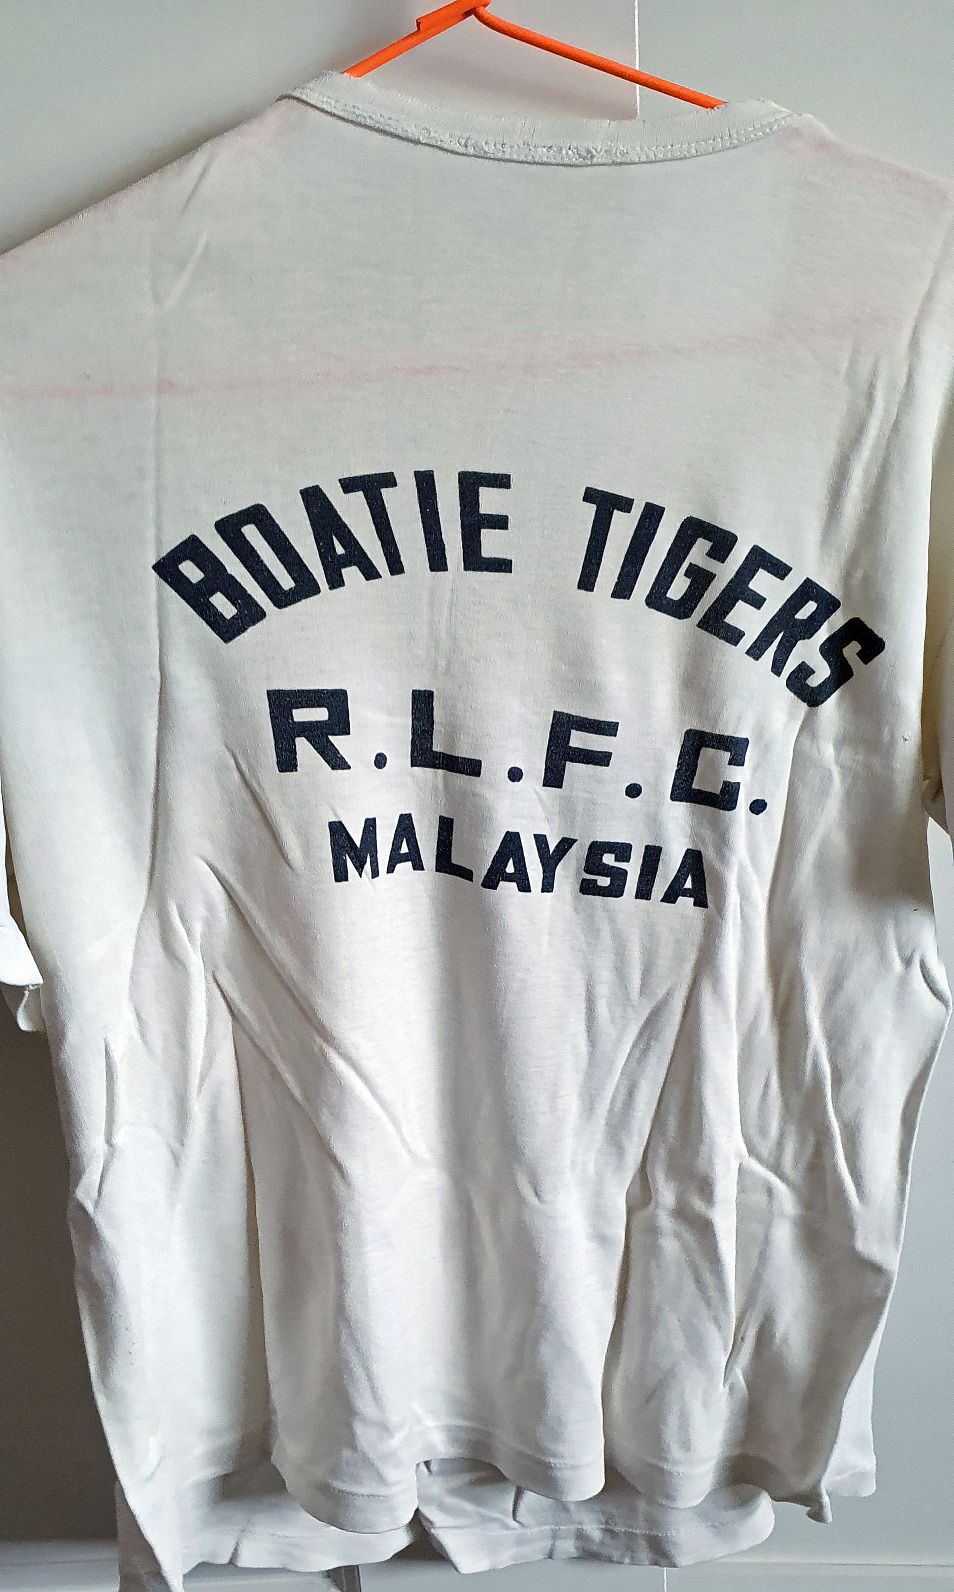 BOATIE TIGERS
R.L.F.C.
MALAYSIA